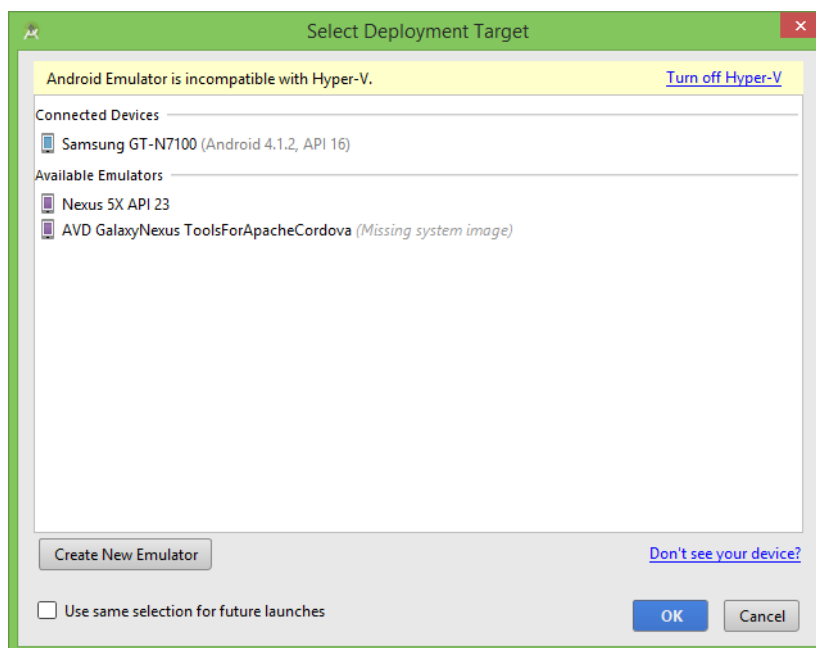 Select Deployment Target
Android Emulator is incompatible with Hyper-V. Turn off Hyper-V
Connected Devices
Samsung GT-N7100 (Android 4.1.2, API 16)
Available Emulators
Nexus 5X API 23
AVD GalaxyNexus ToolsForApacheCordova (Missing system image)
Create New Emulator Don't see your device?
Use same selection for future launches OK Cancel